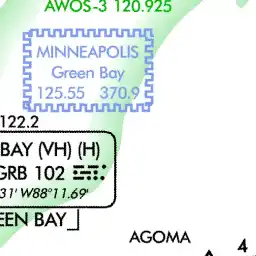 AWOS-3 120.925
MINNEAPOLIS
Green Bay
125.55 370.9
122.2
BAY (VH) (H)
GRB 102
31' W88°11.69'
EEN BAY
AGOMA
4